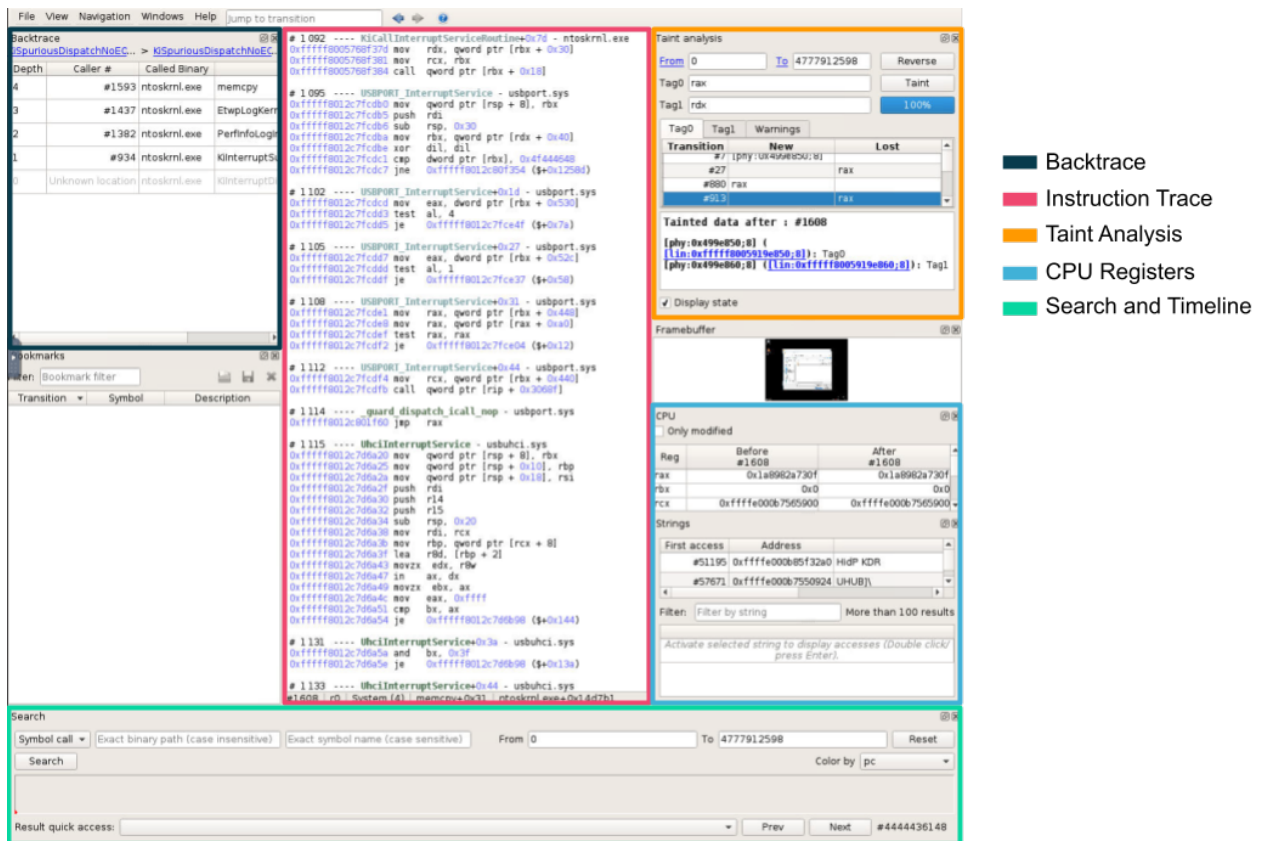 File View Navigation Windows Help Jump to transition
Backtrace
iSpuriousDispatchNoEC... > KiSpuriousDispatchNoEC...
Depth Caller # Called Binary
4 #1593 ntoskrnl.exe memcpy
3 #1437 ntoskrnl.exe EtwpLogKern
2 #1382 ntoskrnl.exe PerfInfoLogIn
1 #934 ntoskrnl.exe KiInterruptSu
0 Unknown location ntoskrnl.exe KiInterruptDi
Bookmarks
Filter: Bookmark filter
Transition Symbol Description
# 1092 ---- KiCallInterruptServiceRoutine+0x7d - ntoskrnl.exe
0xfffff8005768f37d mov rdx, qword ptr [rbx + 0x30]
0xfffff8005768f381 mov rcx, rbx
0xfffff8005768f384 call qword ptr [rbx + 0x18]
# 1095 ---- USBPORT_InterruptService - usbport.sys
0xfffff8012c7fcdb0 mov qword ptr [rsp + 8], rbx
0xfffff8012c7fcdb5 push rdi
0xfffff8012c7fcdb6 sub rsp, 0x30
0xfffff8012c7fcdba mov rbx, qword ptr [rdx + 0x40]
0xfffff8012c7fcdbe xor dil, dil
0xfffff8012c7fcdc1 cmp dword ptr [rbx], 0x4f444648
0xfffff8012c7fcdc7 jne 0xfffff8012c80f354 ($+0x1258d)
# 1102 ---- USBPORT_InterruptService+0x1d - usbport.sys
0xfffff8012c7fcdcd mov eax, dword ptr [rbx + 0x530]
0xfffff8012c7fcdd3 test al, 4
0xfffff8012c7fcdd5 je 0xfffff8012c7fce4f ($+0x7a)
# 1105 ---- USBPORT_InterruptService+0x27 - usbport.sys
0xfffff8012c7fcdd7 mov eax, dword ptr [rbx + 0x52c]
0xfffff8012c7fcddd test al, 1
0xfffff8012c7fcddf je 0xfffff8012c7fce37 ($+0x58)
# 1108 ---- USBPORT_InterruptService+0x31 - usbport.sys
0xfffff8012c7fcde1 mov rax, qword ptr [rbx + 0x448]
0xfffff8012c7fcde8 mov rax, qword ptr [rax + 0xa0]
0xfffff8012c7fcdef test rax, rax
0xfffff8012c7fcdf2 je 0xfffff8012c7fce04 ($+0x12)
# 1112 ---- USBPORT_InterruptService+0x44 - usbport.sys
0xfffff8012c7fcdf4 mov rcx, qword ptr [rbx + 0x440]
0xfffff8012c7fcdfb call qword ptr [rip + 0x3068f]
# 1114 ---- _guard_dispatch_icall_nop - usbport.sys
0xfffff8012c801f60 jmp rax
# 1115 ---- UhciInterruptService - usbuhci.sys
0xfffff8012c7d6a20 mov qword ptr [rsp + 8], rbx
0xfffff8012c7d6a25 mov qword ptr [rsp + 0x10], rbp
0xfffff8012c7d6a2a mov qword ptr [rsp + 0x18], rsi
0xfffff8012c7d6a2f push rdi
0xfffff8012c7d6a30 push r14
0xfffff8012c7d6a32 push r15
0xfffff8012c7d6a34 sub rsp, 0x20
0xfffff8012c7d6a38 mov rdi, rcx
0xfffff8012c7d6a3b mov rbp, qword ptr [rcx + 8]
0xfffff8012c7d6a3f lea r8d, [rbp + 2]
0xfffff8012c7d6a43 movzx edx, r8w
0xfffff8012c7d6a47 in ax, dx
0xfffff8012c7d6a49 movzx ebx, ax
0xfffff8012c7d6a4c mov eax, 0xffff
0xfffff8012c7d6a51 cmp bx, ax
0xfffff8012c7d6a54 je 0xfffff8012c7d6b98 ($+0x144)
# 1131 ---- UhciInterruptService+0x3a - usbuhci.sys
0xfffff8012c7d6a5a and bx, 0x3f
0xfffff8012c7d6a5e je 0xfffff8012c7d6b98 ($+0x13a)
# 1133 ---- UhciInterruptService+0x44 - usbuhci.sys
#1608 r0 System (4) memcpy+0x31 ntoskrnl.exe+0x14d7b1
Taint analysis
From 0 To 4777912598 Reverse
Tag0 rax Taint
Tag1 rdx 100%
Tag0 Tag1 Warnings
Transition New Lost
#7 [phy:0x499e850;8]
#27 rax
#880 rax
#913 rax
Tainted data after : #1608
[phy:0x499e850;8] (
[lin:0xfffff8005919e850;8]): Tag0
[phy:0x499e860;8] ([lin:0xfffff8005919e860;8]): Tag1
Display state
Framebuffer
CPU
Only modified
Reg Before #1608 After #1608
rax 0x1a8982a730f 0x1a8982a730f
rbx 0x0 0x0
rcx 0xffffe000b7565900 0xffffe000b7565900
Strings
First access Address
#51195 0xffffe000b85f32a0 HidP KDR
#57671 0xffffe000b7550924 UHUB]\
Filter: Filter by string More than 100 results
Activate selected string to display accesses (Double click/
press Enter).
Search
Symbol call Exact binary path (case insensitive) Exact symbol name (case sensitive) From 0 To 4777912598 Reset
Search Color by pc
Result quick access: Prev Next #4444436148
Backtrace
Instruction Trace
Taint Analysis
CPU Registers
Search and Timeline